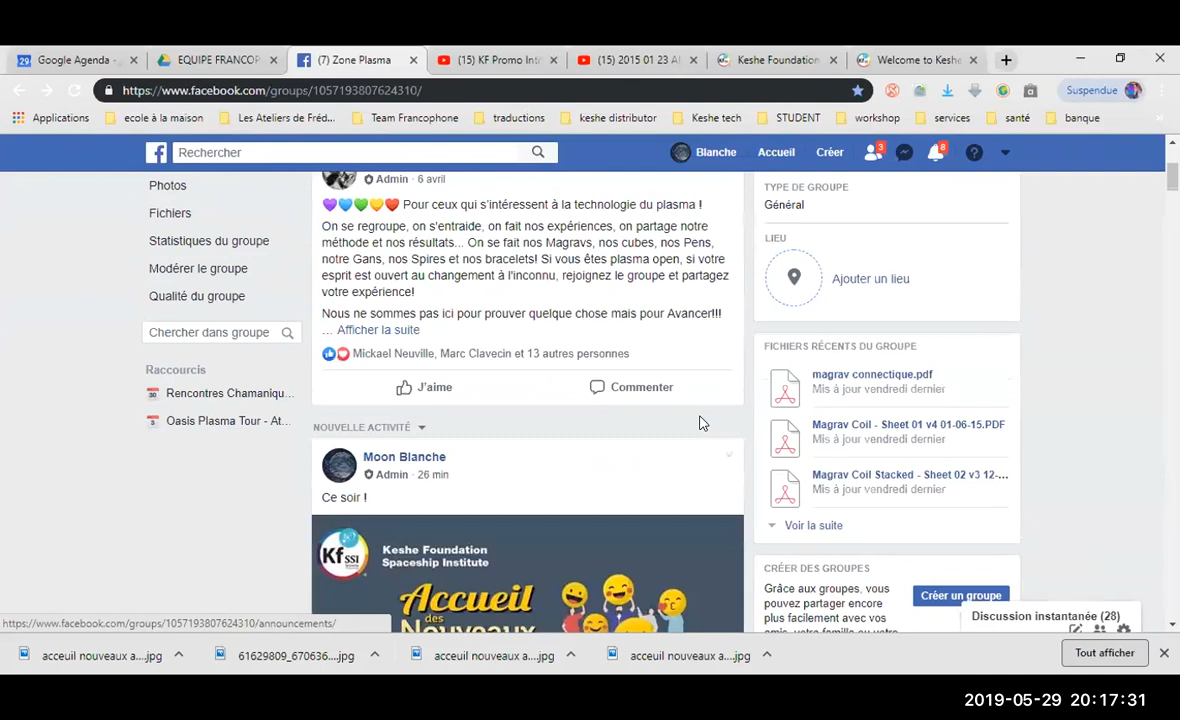 Google Agenda -
EQUIPE FRANCOP
(7) Zone Plasma
(15) KF Promo Intr
(15) 2015 01 23 A
Keshe Foundation
Welcome to Keshe
https://www.facebook.com/groups/1057193807624310/
Suspendue
Applications
ecole à la maison
Les Ateliers de Fréd...
Team Francophone
traductions
keshe distributor
Keshe tech
STUDENT
workshop
services
santé
banque
Rechercher
Blanche
Accueil
Créer
3
8
Photos
Fichiers
Statistiques du groupe
Modérer le groupe
Qualité du groupe
Chercher dans groupe
Raccourcis
Rencontres Chamaniqu...
Oasis Plasma Tour - At...
Admin · 6 avril
Pour ceux qui s'intéressent à la technologie du plasma !
On se regroupe, on s'entraide, on fait nos expériences, on partage notre
méthode et nos résultats... On se fait nos Magravs, nos cubes, nos Pens,
notre Gans, nos Spires et nos bracelets! Si vous êtes plasma open, si votre
esprit est ouvert au changement à l'inconnu, rejoignez le groupe et partagez
votre expérience!
Nous ne sommes pas ici pour prouver quelque chose mais pour Avancer!!!
... Afficher la suite
Mickael Neuville, Marc Clavecin et 13 autres personnes
J'aime
Commenter
NOUVELLE ACTIVITÉ
Moon Blanche
Admin · 26 min
Ce soir !
Kf SSI
Keshe Foundation
Spaceship Institute
Accueil
des
Nouveaux
TYPE DE GROUPE
Général
LIEU
Ajouter un lieu
FICHIERS RÉCENTS DU GROUPE
magrav connectique.pdf
Mis à jour vendredi dernier
Magrav Coil - Sheet 01 v4 01-06-15.PDF
Mis à jour vendredi dernier
Magrav Coil Stacked - Sheet 02 v3 12-...
Mis à jour vendredi dernier
Voir la suite
CRÉER DES GROUPES
Grâce aux groupes, vous
pouvez partager encore
plus facilement avec vos
Créer un groupe
Discussion instantanée (28)
https://www.facebook.com/groups/1057193807624310/announcements/
acceuil nouveaux a....jpg
61629809_670636....jpg
acceuil nouveaux a....jpg
acceuil nouveaux a....jpg
Tout afficher
2019-05-29 20:17:31